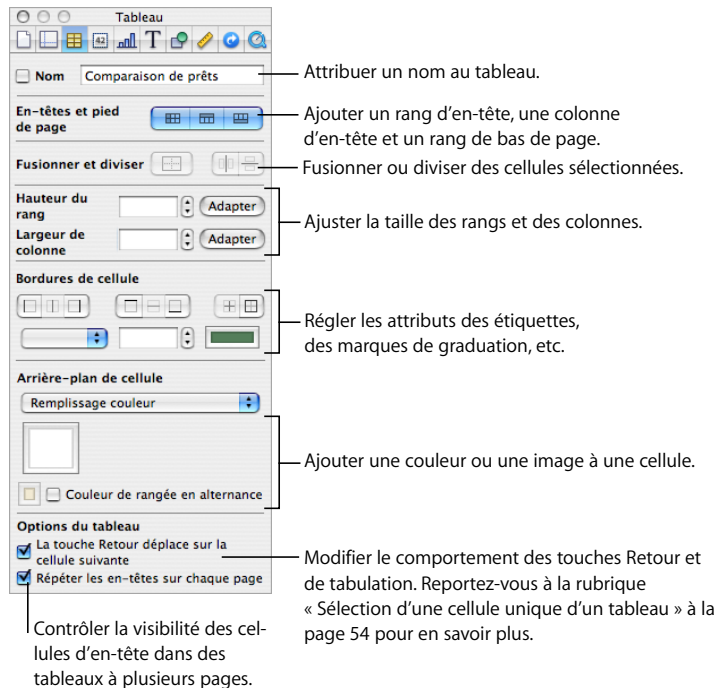 Tableau
42
T
Nom
Comparaison de prêts
Attribuer un nom au tableau.
En-têtes et pied
de page
Ajouter un rang d'en-tête, une colonne
d'en-tête et un rang de bas de page.
Fusionner et diviser
Fusionner ou diviser des cellules sélectionnées.
Hauteur du
rang
Adapter
Largeur de
colonne
Adapter
Ajuster la taille des rangs et des colonnes.
Bordures de cellule
Régler les attributs des étiquettes,
des marques de graduation, etc.
Arrière-plan de cellule
Remplissage couleur
Ajouter une couleur ou une image à une cellule.
Couleur de rangée en alternance
Options du tableau
La touche Retour déplace sur la
cellule suivante
Répéter les en-têtes sur chaque page
Modifier le comportement des touches Retour et
de tabulation. Reportez-vous à la rubrique
« Sélection d'une cellule unique d'un tableau » à la
page 54 pour en savoir plus.
Contrôler la visibilité des cel-
lules d'en-tête dans des
tableaux à plusieurs pages.